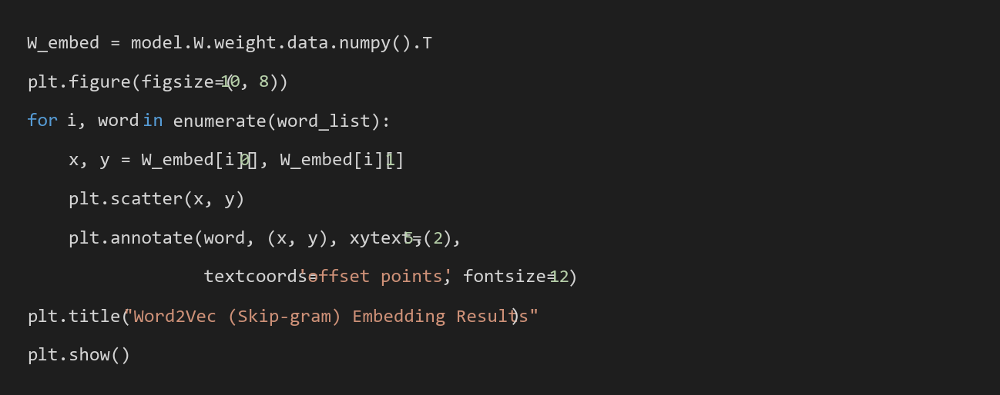 W_embed = model.W.weight.data.numpy().T
plt.figure(figsize=(10, 8))
for i, word in enumerate(word_list):
    x, y = W_embed[i][0], W_embed[i][1]
    plt.scatter(x, y)
    plt.annotate(word, (x, y), xytext=(5, 2),
                 textcoords='offset points', fontsize=12)
plt.title("Word2Vec (Skip-gram) Embedding Results")
plt.show()